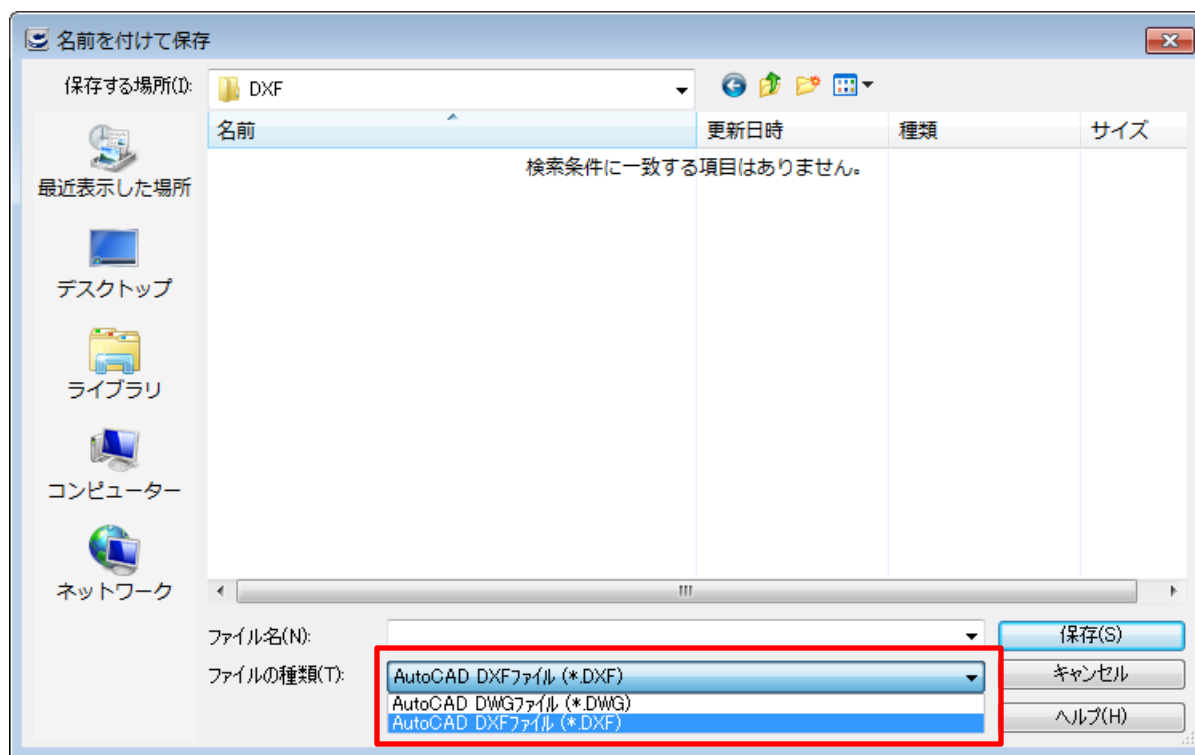 名前を付けて保存
保存する場所(I):
DXF
名前
更新日時
種類
サイズ
検索条件に一致する項目はありません。
最近表示した場所
デスクトップ
ライブラリ
コンピューター
ネットワーク
ファイル名(N):
保存(S)
ファイルの種類(T):
AutoCAD DXFファイル (*.DXF)
キャンセル
AutoCAD DWGファイル (*.DWG)
AutoCAD DXFファイル (*.DXF)
ヘルプ(H)